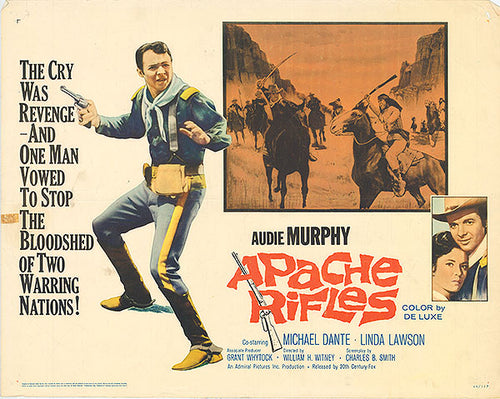 THE CRY
WAS
REVENGE
-AND
ONE MAN
VOWED
TO STOP
THE
BLOODSHED
OF TWO
WARRING
NATIONS!
AUDIE MURPHY
APACHE
RIFLES
COLOR by
DE LUXE
Co-starring MICHAEL DANTE · LINDA LAWSON
Associate Producer Directed by Screenplay by
GRANT WHYTOCK · WILLIAM H. WITNEY · CHARLES B. SMITH
An Admiral Pictures Inc. Production · Released by 20th Century-Fox